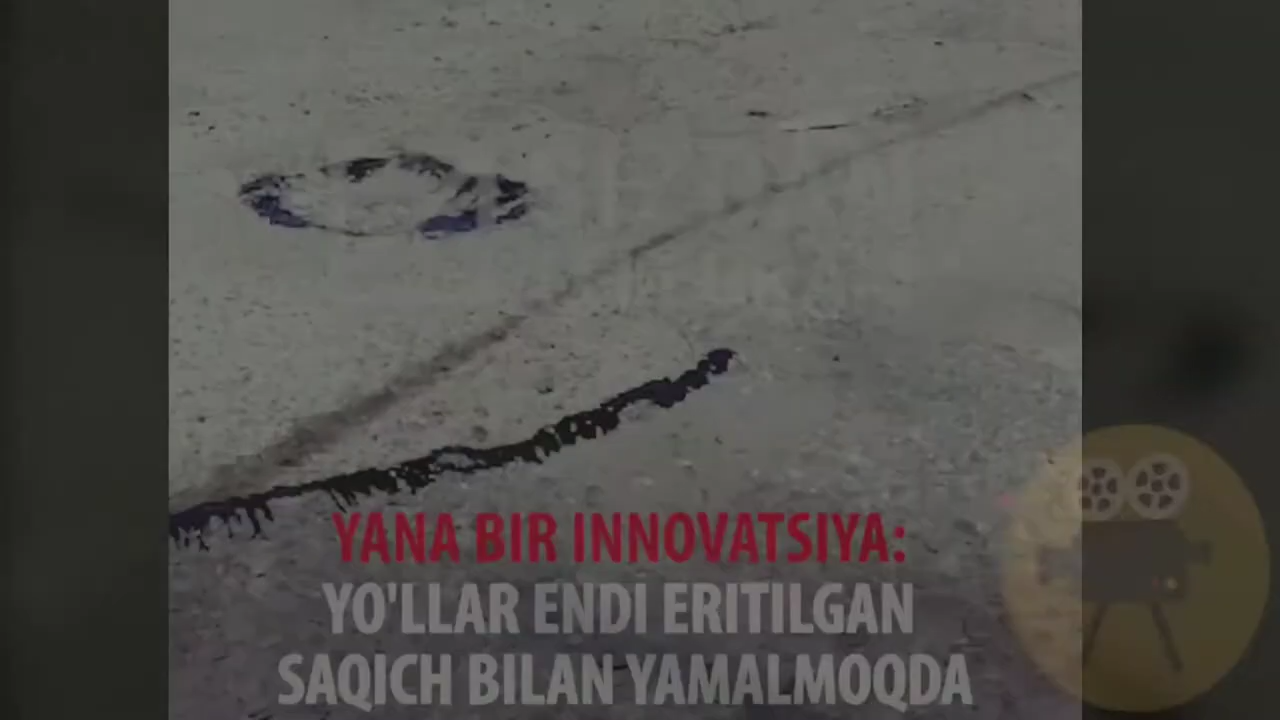 YANA BIR INNOVATSIYA:
YO'LLAR ENDI ERITILGAN
SAQICH BILAN YAMALMOQDA